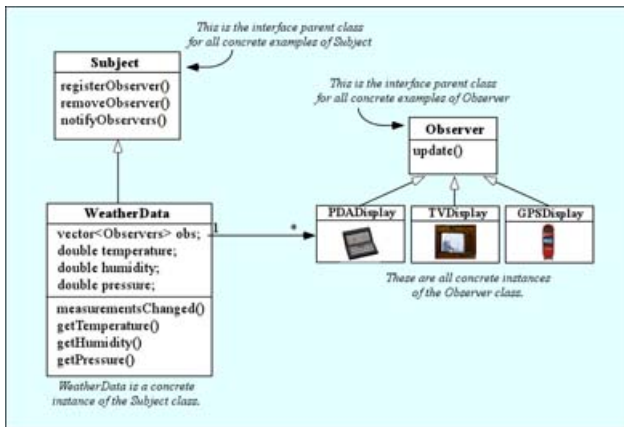 This is the interface parent class
for all concrete examples of Subject
Subject
registerObserver()
removeObserver()
notifyObservers()
This is the interface parent class
for all concrete examples of Observer
Observer
update()
WeatherData
vector<Observers> obs;
double temperature;
double humidity;
double pressure;
measurementsChanged()
getTemperature()
getHumidity()
getPressure()
1
*
PDADisplay
TVDisplay
GPSDisplay
These are all concrete instances
of the Observer class.
WeatherData is a concrete
instance of the Subject class.